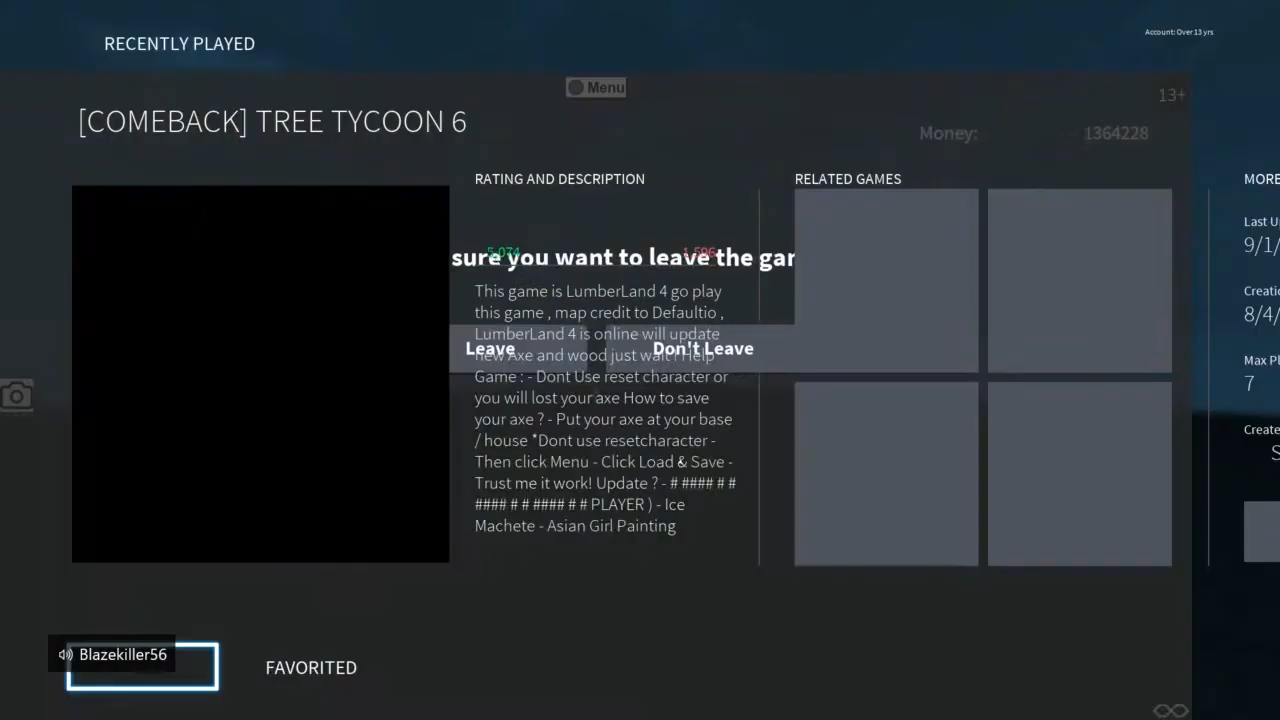 RECENTLY PLAYED
Account: Over 13 yrs
Menu
13+
[COMEBACK] TREE TYCOON 6
Money: 1364228
RATING AND DESCRIPTION
RELATED GAMES
MORE
Last U
9/1/
5,074
1,596
sure you want to leave the gar
This game is LumberLand 4 go play
this game , map credit to Defaultio ,
LumberLand 4 is online will update
new Axe and wood just wait ! Help
Game : - Dont Use reset character or
you will lost your axe How to save
your axe ? - Put your axe at your base
/ house *Dont use resetcharacter -
Then click Menu - Click Load & Save -
Trust me it work! Update ? - # #### # #
#### # # #### # # PLAYER ) - Ice
Machete - Asian Girl Painting
Leave
Don't Leave
Creatio
8/4/
Max Pl
7
Create
S
Blazekiller56
FAVORITED